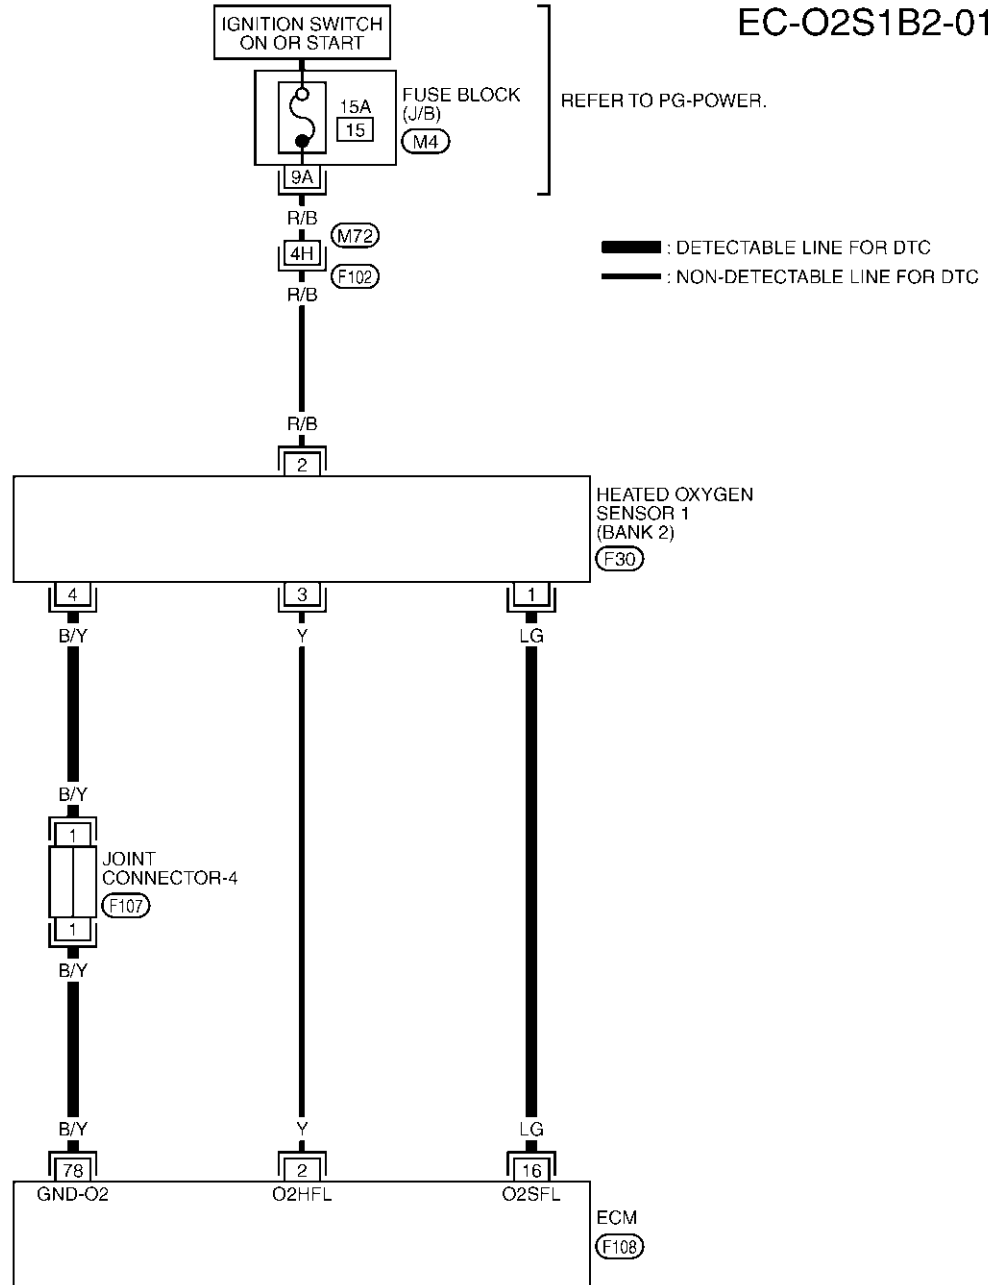 EC-O2S1B2-01
IGNITION SWITCH
ON OR START
FUSE BLOCK
(J/B)
M4
15A
15
REFER TO PG-POWER.
9A
R/B
M72
4H
F102
R/B
: DETECTABLE LINE FOR DTC
: NON-DETECTABLE LINE FOR DTC
R/B
2
HEATED OXYGEN
SENSOR 1
(BANK 2)
F30
4 3 1
B/Y Y LG
B/Y
1
JOINT
CONNECTOR-4
F107
1
B/Y
B/Y Y LG
78 2 16
GND-O2 O2HFL O2SFL
ECM
F108